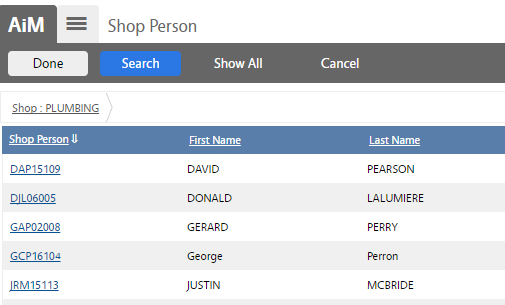 AiM Shop Person
Done Search Show All Cancel
Shop : PLUMBING
Shop Person⇓ First Name Last Name
DAP15109 DAVID PEARSON
DJL06005 DONALD LALUMIERE
GAP02008 GERARD PERRY
GCP16104 George Perron
JRM15113 JUSTIN MCBRIDE